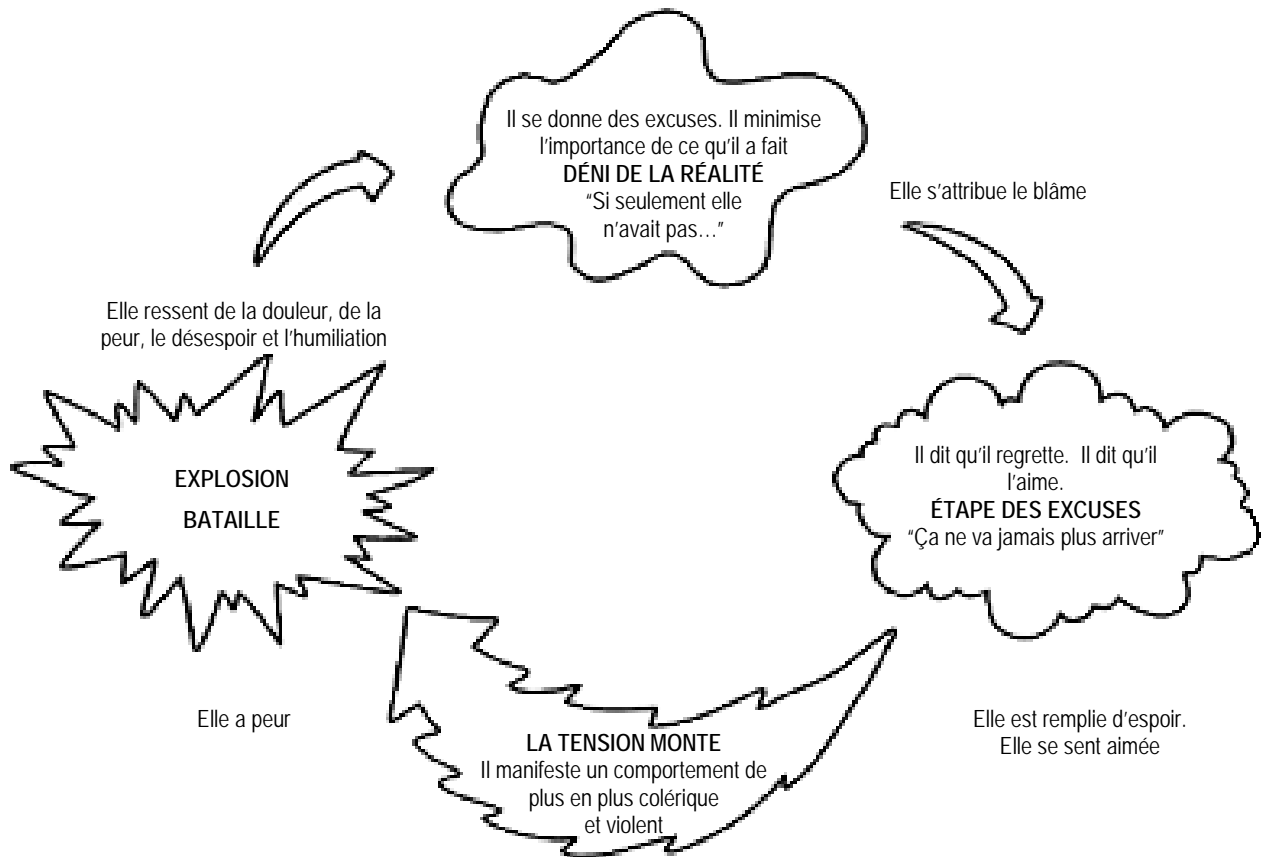 Il se donne des excuses. Il minimise
l'importance de ce qu'il a fait
DÉNI DE LA RÉALITÉ
“Si seulement elle
n'avait pas…”
Elle s'attribue le blâme
Elle ressent de la douleur, de la
peur, le désespoir et l'humiliation
EXPLOSION
BATAILLE
Il dit qu'il regrette. Il dit qu'il
l'aime.
ÉTAPE DES EXCUSES
“Ça ne va jamais plus arriver”
Elle a peur
Elle est remplie d'espoir.
Elle se sent aimée
LA TENSION MONTE
Il manifeste un comportement de
plus en plus colérique
et violent